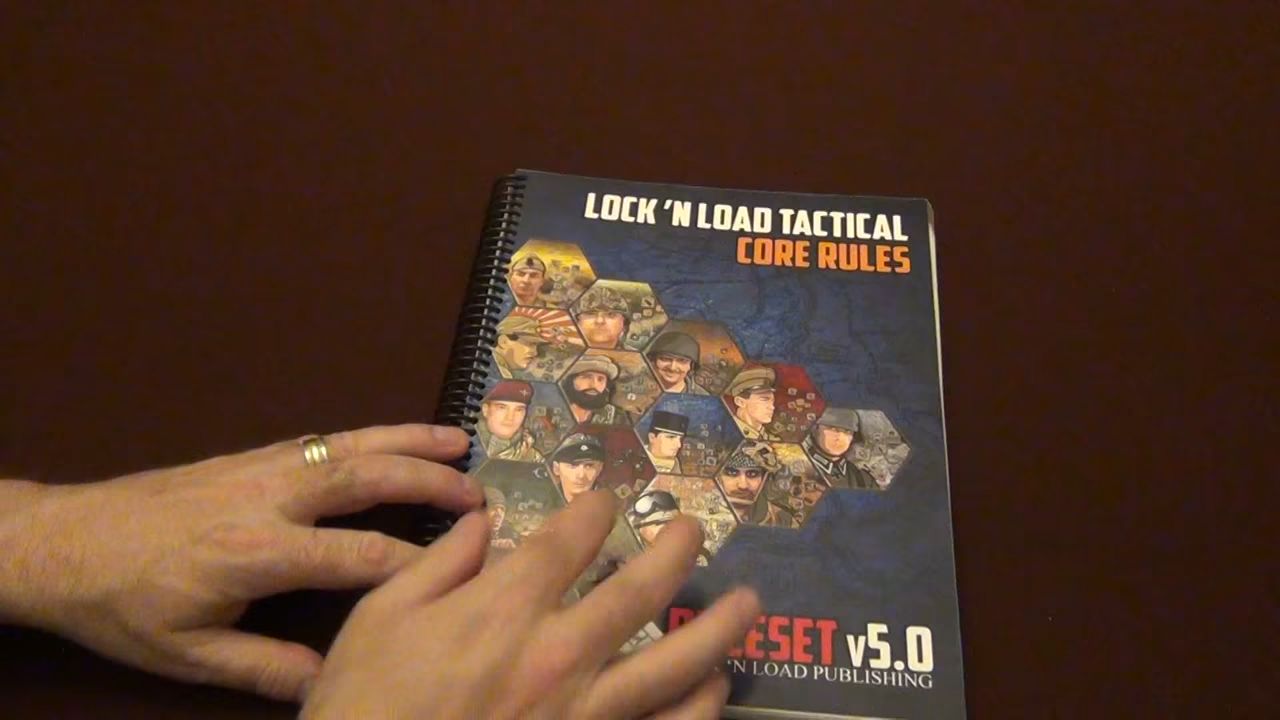 LOCK 'N LOAD TACTICAL
CORE RULES
v5.0
'N LOAD PUBLISHING